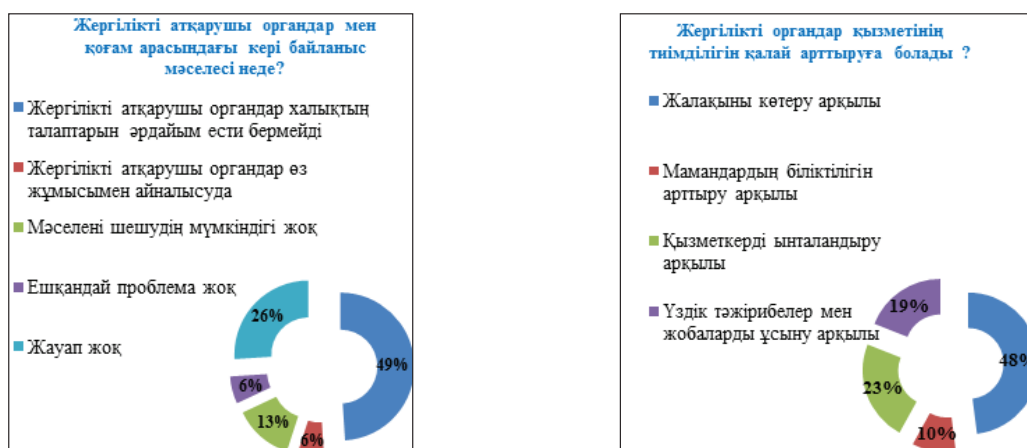 Жергілікті атқарушы органдар мен
қоғам арасындағы кері байланыс
мәселесі неде?
Жергілікті атқарушы органдар халықтың
талаптарын әрдайым ести бермейді
Жергілікті атқарушы органдар өз
жұмысымен айналысуда
Мәселені шешудің мүмкіндігі жоқ
Ешқандай проблема жоқ
Жауап жоқ
26%
49%
6%
13%
6%
Жергілікті органдар қызметінің
тиімділігін қалай арттыруға болады ?
Жалақыны көтеру арқылы
Мамандардың біліктілігін
арттыру арқылы
Қызметкерді ынталандыру
арқылы
Үздік тәжірибелер мен
жобаларды ұсыну арқылы
19%
48%
23%
10%